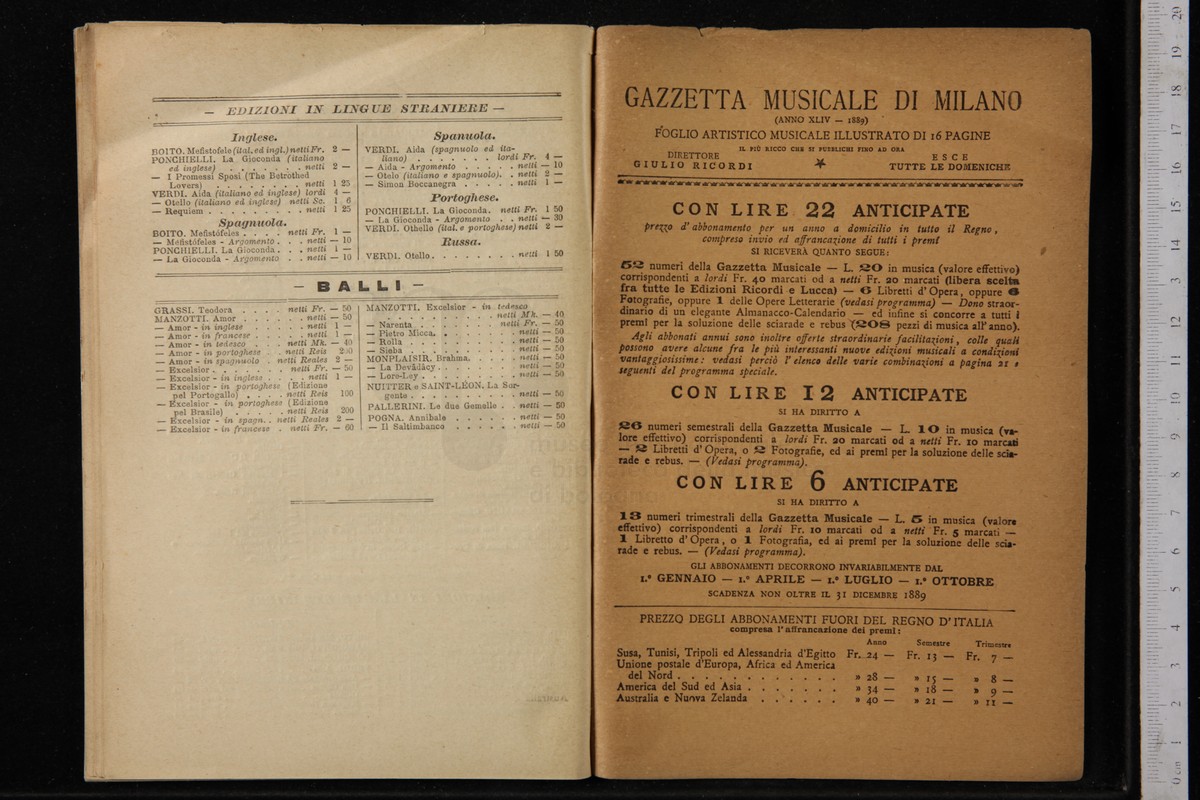 — EDIZIONI IN LINGUE STRANIERE —
Inglese.
BOITO. Mefistofele (ital. ed ingl.) netti Fr. 2 —
PONCHIELLI. La Gioconda (italiano
ed inglese) . . . . . . . netti 2 —
— I Promessi Sposi (The Betrothed
Lovers) . . . . . . . . netti 1 25
VERDI. Aida (italiano ed inglese) lordi 4 —
— Otello (italiano ed inglese) netti Sc. 1 6
— Requiem . . . . . . . . . netti 1 25
Spagnuola.
BOITO. Mefistófeles . . . . netti Fr. 1 —
— Mefistófeles - Argomento . . . netti — 10
PONCHIELLI. La Gioconda . . . netti 1 —
— La Gioconda - Argomento . . netti — 10
Spanuola.
VERDI. Aida (spagnuolo ed ita-
liano) . . . . . . . lordi Fr. 4 —
— Aida - Argomento . . . . . netti — 10
— Otelo (italiano e spagnuolo). . netti 2 —
— Simon Boccanegra . . . . . netti 1 —
Portoghese.
PONCHIELLI. La Gioconda. netti Fr. 1 50
— La Gioconda - Argomento . . netti — 30
VERDI. Othello (ital. e portoghese) netti 2 —
Russa.
VERDI. Otello . . . . . . . . netti 1 50
— BALLI —
GRASSI. Teodora . . . . netti Fr. — 50
MANZOTTI. Amor . . . . . . netti — 50
— Amor - in inglese . . . . . netti 1 —
— Amor - in francese . . . . netti 1 —
— Amor - in tedesco . . . netti Mk. — 40
— Amor - in portoghese . . netti Reis 200
— Amor - in spagnuolo . netti Reales 2 —
— Excelsior . . . . . . . netti Fr. — 50
— Excelsior - in inglese . . . . netti 1 —
— Excelsior - in portoghese (Edizione
pel Portogallo) . . . . netti Reis 100
— Excelsior - in portoghese (Edizione
pel Brasile) . . . . . netti Reis 200
— Excelsior - in spagn. . netti Reales 2 —
— Excelsior - in francese . netti Fr. — 60
MANZOTTI. Excelsior - in tedesco
. . . . . . . . . netti Mk. — 40
— Narenta . . . . . . . netti Fr. — 50
— Pietro Micca. . . . . . . . netti — 50
— Rolla . . . . . . . . . . netti — 50
— Sieba . . . . . . . . . . netti — 50
MONPLAISIR. Brahma. . . . . netti — 50
— La Devâdâcy . . . . . . . netti — 50
— Lore-Ley . . . . . . . . . netti — 50
NUITTER e SAINT-LÉON. La Sor-
gente . . . . . . . . . . netti — 50
PALLERINI. Le due Gemelle . . netti — 50
POGNA. Annibale . . . . . . netti — 50
— Il Saltimbanco . . . . . . netti — 50
GAZZETTA MUSICALE DI MILANO
(ANNO XLIV — 1889)
FOGLIO ARTISTICO MUSICALE ILLUSTRATO DI 16 PAGINE
IL PIÙ RICCO CHE SI PUBBLICHI FINO AD ORA
DIRETTORE
GIULIO RICORDI
ESCE
TUTTE LE DOMENICHE
CON LIRE 22 ANTICIPATE
prezzo d'abbonamento per un anno a domicilio in tutto il Regno,
compreso invio ed affrancazione di tutti i premî
SI RICEVERÀ QUANTO SEGUE:
52 numeri della Gazzetta Musicale — L. 20 in musica (valore effettivo)
corrispondenti a lordi Fr. 40 marcati od a netti Fr. 20 marcati (libera scelta
fra tutte le Edizioni Ricordi e Lucca) — 6 Libretti d'Opera, oppure 6
Fotografie, oppure 1 delle Opere Letterarie (vedasi programma) — Dono straor-
dinario di un elegante Almanacco-Calendario — ed infine si concorre a tutti i
premî per la soluzione delle sciarade e rebus (208 pezzi di musica all'anno).
Agli abbonati annui sono inoltre offerte straordinarie facilitazioni, colle quali
possono avere alcune fra le più interessanti nuove edizioni musicali a condizioni
vantaggiosissime: vedasi perciò l'elenco delle varie combinazioni a pagina 21 e
seguenti del programma speciale.
CON LIRE 12 ANTICIPATE
SI HA DIRITTO A
26 numeri semestrali della Gazzetta Musicale — L. 10 in musica (va-
lore effettivo) corrispondenti a lordi Fr. 20 marcati od a netti Fr. 10 marcati
— 2 Libretti d'Opera, o 2 Fotografie, ed ai premî per la soluzione delle scia-
rade e rebus. — (Vedasi programma).
CON LIRE 6 ANTICIPATE
SI HA DIRITTO A
13 numeri trimestrali della Gazzetta Musicale — L. 5 in musica (valore
effettivo) corrispondenti a lordi Fr. 10 marcati od a netti Fr. 5 marcati —
1 Libretto d'Opera, o 1 Fotografia, ed ai premî per la soluzione delle scia-
rade e rebus. — (Vedasi programma).
GLI ABBONAMENTI DECORRONO INVARIABILMENTE DAL
1.° GENNAIO — 1.° APRILE — 1.° LUGLIO — 1.° OTTOBRE
SCADENZA NON OLTRE IL 31 DICEMBRE 1889
PREZZO DEGLI ABBONAMENTI FUORI DEL REGNO D'ITALIA
compresa l'affrancazione dei premî:
Anno Semestre Trimestre
Susa, Tunisi, Tripoli ed Alessandria d'Egitto Fr. 24 — Fr. 13 — Fr. 7 —
Unione postale d'Europa, Africa ed America
del Nord . . . . . . . . . . . . » 28 — » 15 — » 8 —
America del Sud ed Asia . . . . . . . » 34 — » 18 — » 9 —
Australia e Nuova Zelanda . . . . . . » 40 — » 21 — » 11 —
0 cm 1 2 3 4 5 6 7 8 9 10 11 12 13 14 15 16 17 18 19 20